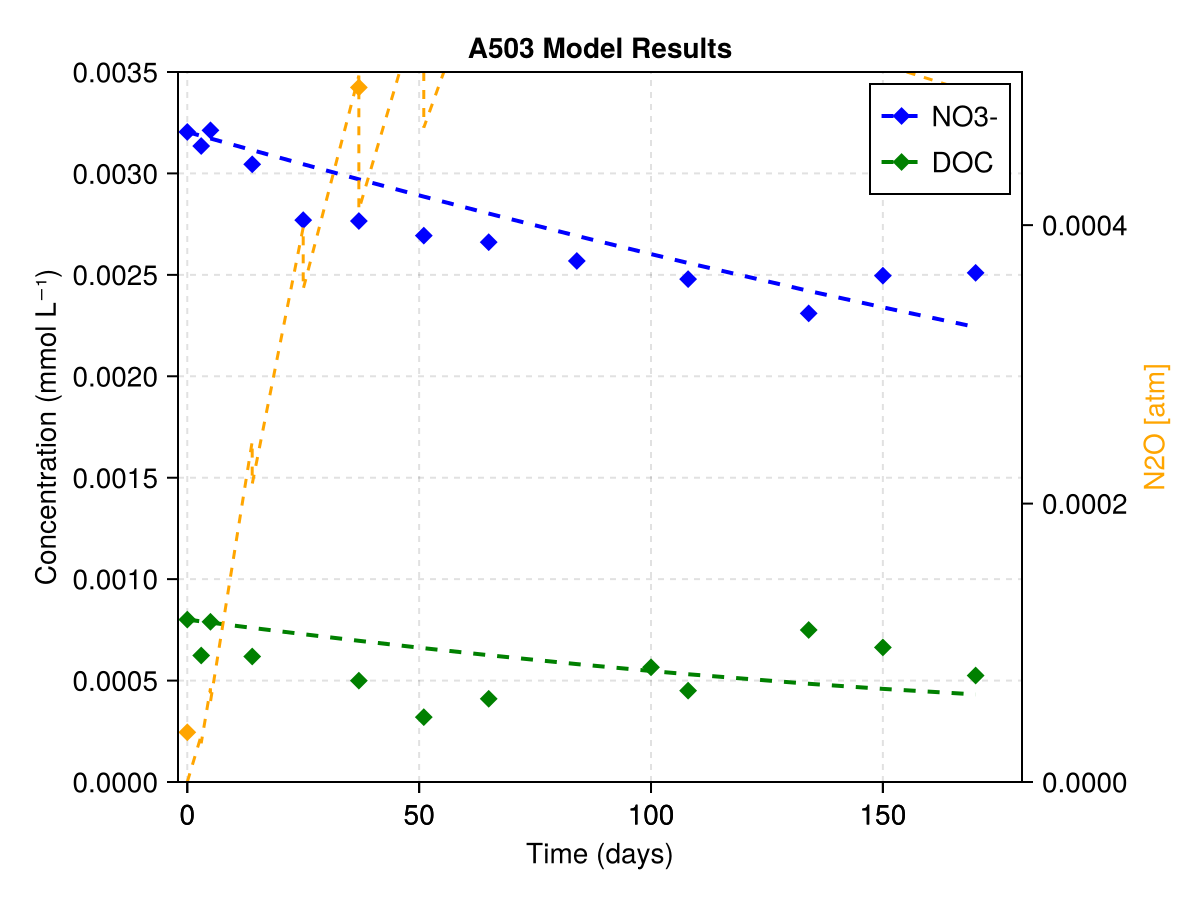 A503 Model Results
0.0035
0.0030
0.0025
0.0020
0.0015
0.0010
0.0005
0.0000
Concentration (mmol L⁻¹)
NO3-
DOC
0.0004
0.0002
0.0000
N2O [atm]
0
50
100
150
Time (days)